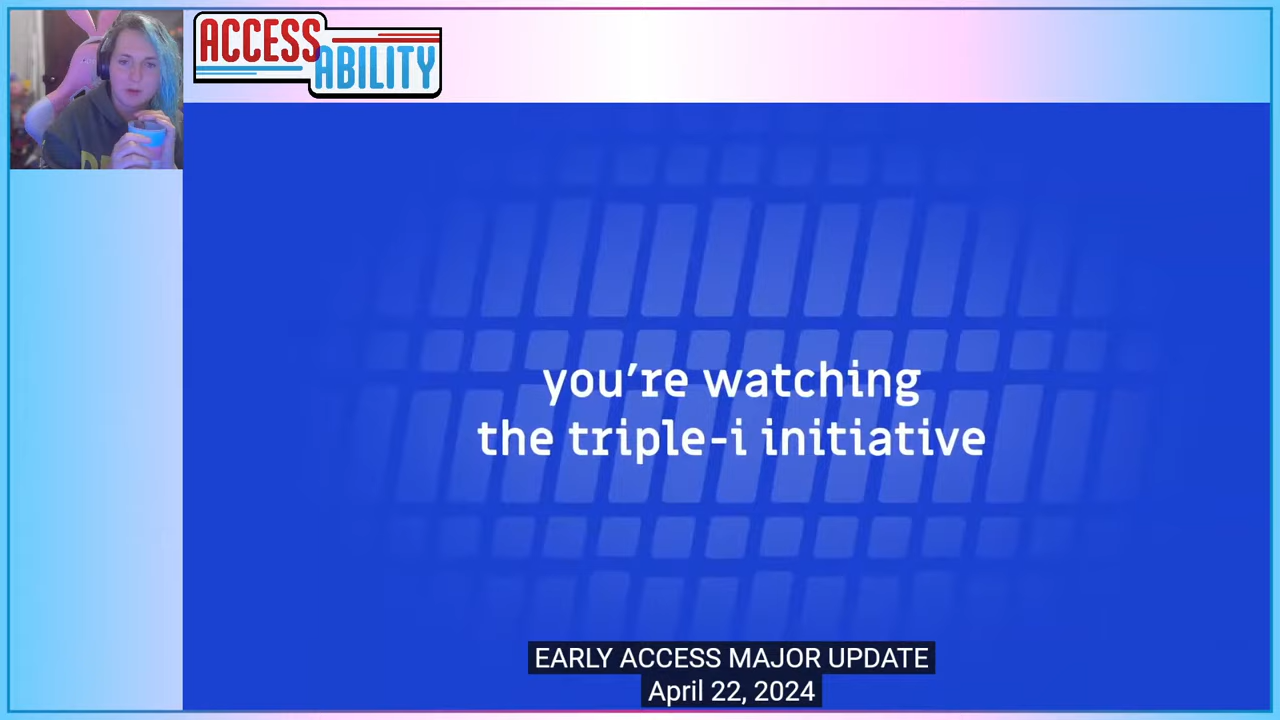 ACCESS
ABILITY
you're watching
the triple-i initiative
EARLY ACCESS MAJOR UPDATE
April 22, 2024